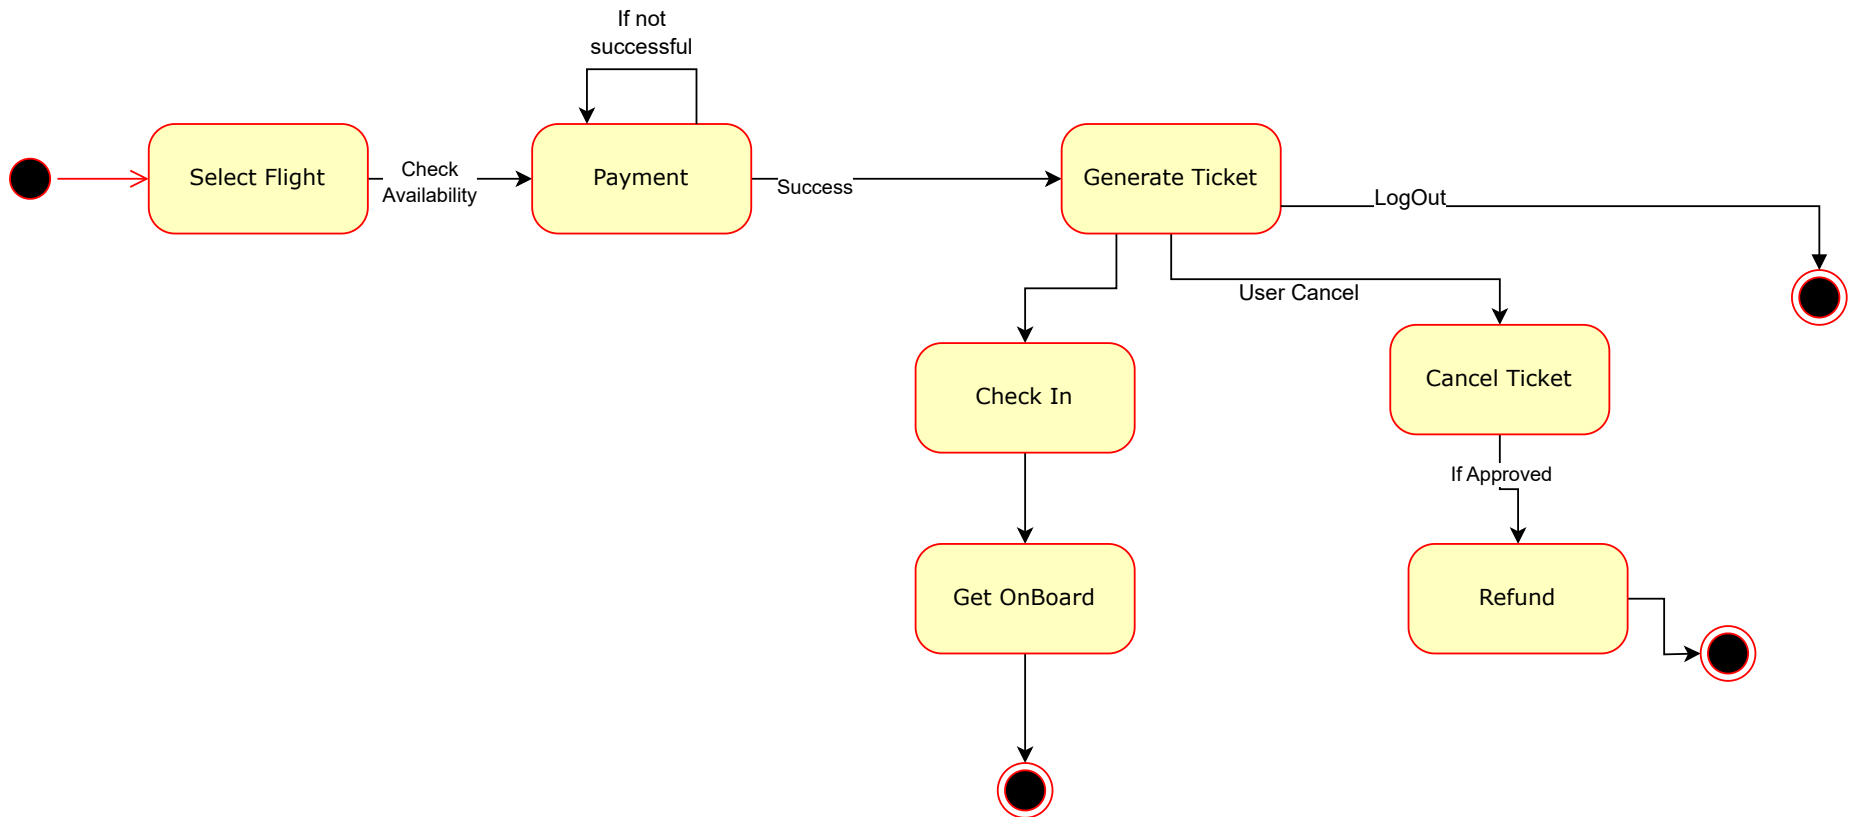 If not
successful
Select Flight
Check
Availability
Payment
Success
Generate Ticket
LogOut
User Cancel
Check In
Cancel Ticket
If Approved
Get OnBoard
Refund